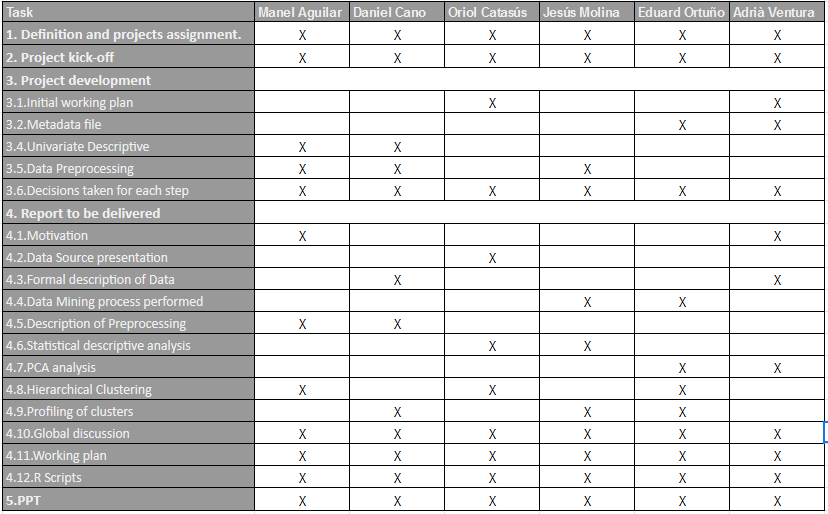 Task Manel Aguilar Daniel Cano Oriol Catasús Jesús Molina Eduard Ortuño Adrià Ventura
1. Definition and projects assignment. X X X X X X
2. Project kick-off X X X X X X
3. Project development
3.1.Initial working plan X X
3.2.Metadata file X X
3.4.Univariate Descriptive X X
3.5.Data Preprocessing X X X
3.6.Decisions taken for each step X X X X X X
4. Report to be delivered
4.1.Motivation X X
4.2.Data Source presentation X
4.3.Formal description of Data X X
4.4.Data Mining process performed X X
4.5.Description of Preprocessing X X
4.6.Statistical descriptive analysis X X
4.7.PCA analysis X X
4.8.Hierarchical Clustering X X X
4.9.Profiling of clusters X X X
4.10.Global discussion X X X X X X
4.11.Working plan X X X X X X
4.12.R Scripts X X X X X X
5.PPT X X X X X X